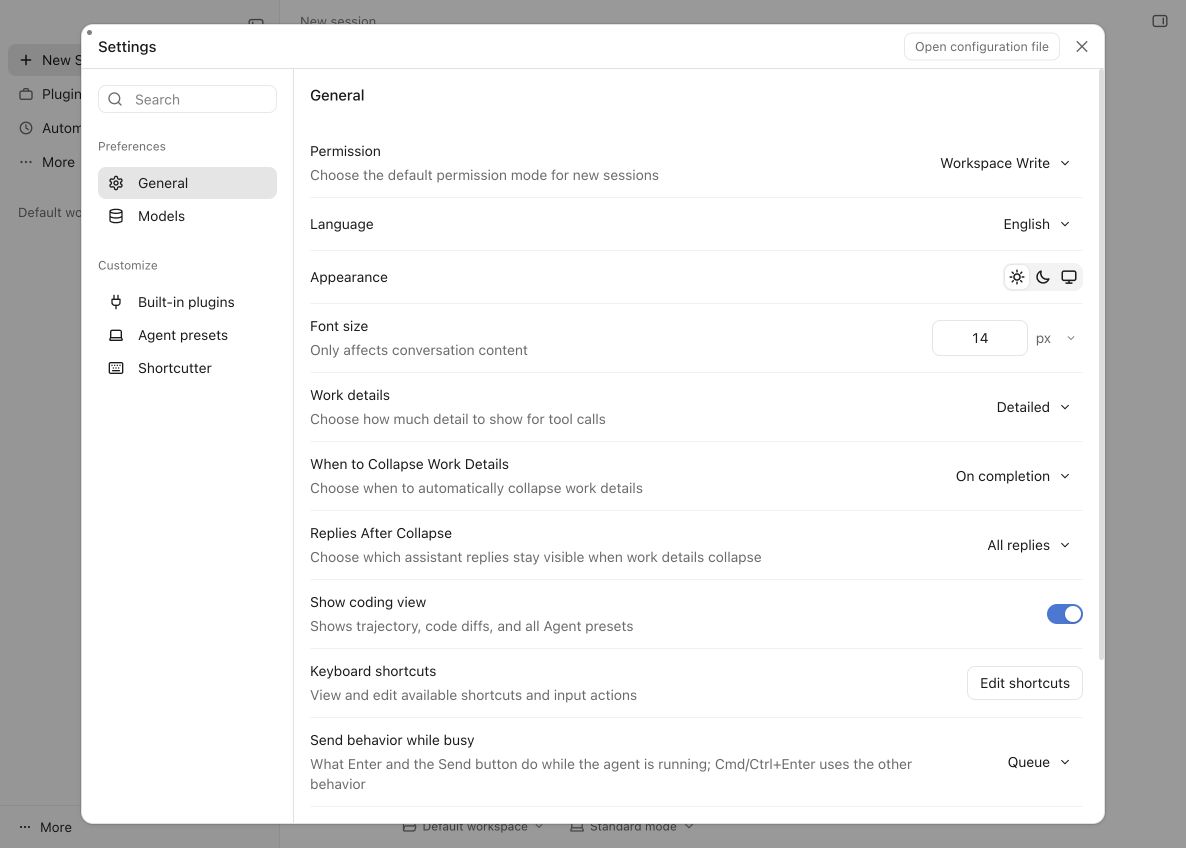 New session
Settings
Open configuration file
New S
Plugin
Autom
More
Default wo
Search
Preferences
General
Models
Customize
Built-in plugins
Agent presets
Shortcutter
General
Permission
Choose the default permission mode for new sessions
Workspace Write
Language
English
Appearance
Font size
Only affects conversation content
14
px
Work details
Choose how much detail to show for tool calls
Detailed
When to Collapse Work Details
Choose when to automatically collapse work details
On completion
Replies After Collapse
Choose which assistant replies stay visible when work details collapse
All replies
Show coding view
Shows trajectory, code diffs, and all Agent presets
Keyboard shortcuts
View and edit available shortcuts and input actions
Edit shortcuts
Send behavior while busy
What Enter and the Send button do while the agent is running; Cmd/Ctrl+Enter uses the other
behavior
Queue
More
Default workspace
Standard mode